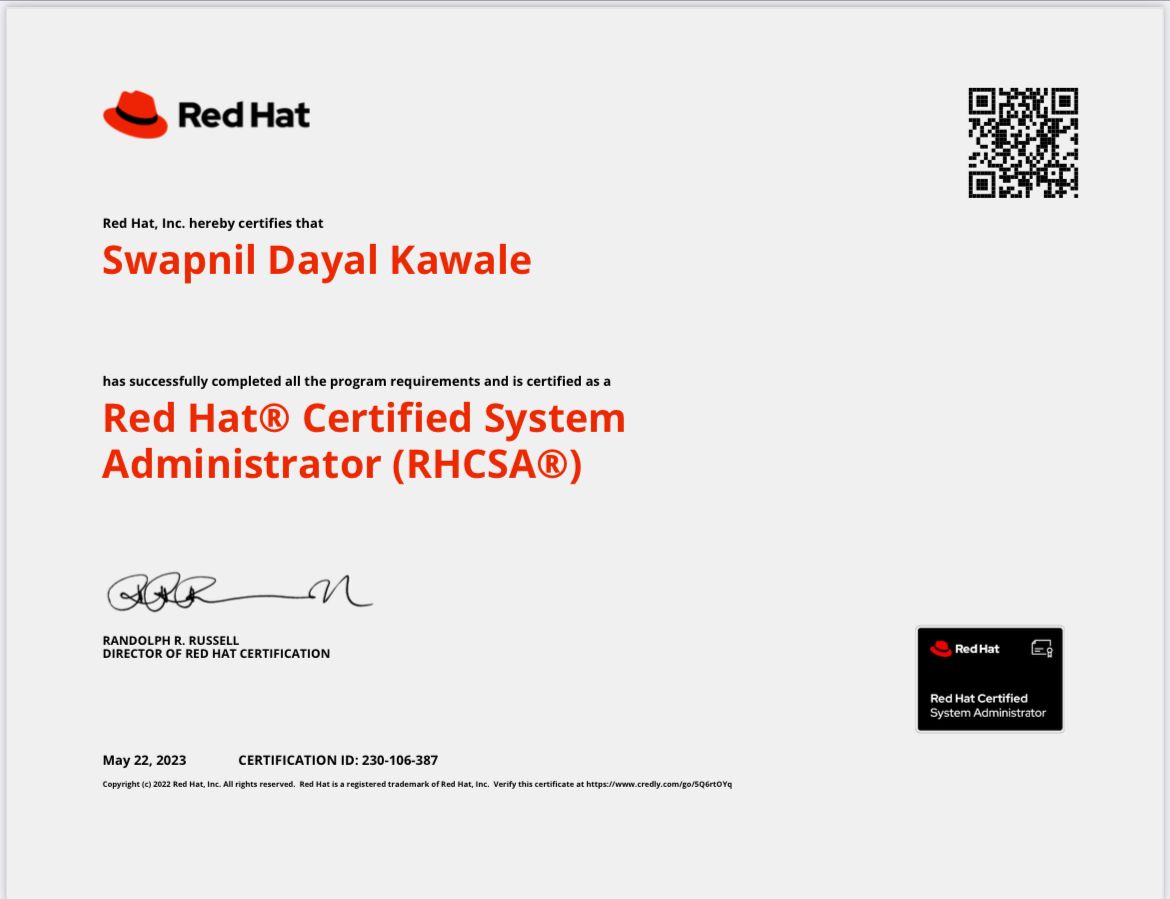 Red Hat
Red Hat, Inc. hereby certifies that
Swapnil Dayal Kawale
has successfully completed all the program requirements and is certified as a
Red Hat® Certified System
Administrator (RHCSA®)
RANDOLPH R. RUSSELL
DIRECTOR OF RED HAT CERTIFICATION
Red Hat
Red Hat Certified
System Administrator
May 22, 2023 CERTIFICATION ID: 230-106-387
Copyright (c) 2022 Red Hat, Inc. All rights reserved. Red Hat is a registered trademark of Red Hat, Inc. Verify this certificate at https://www.credly.com/go/5Q6rtOYq